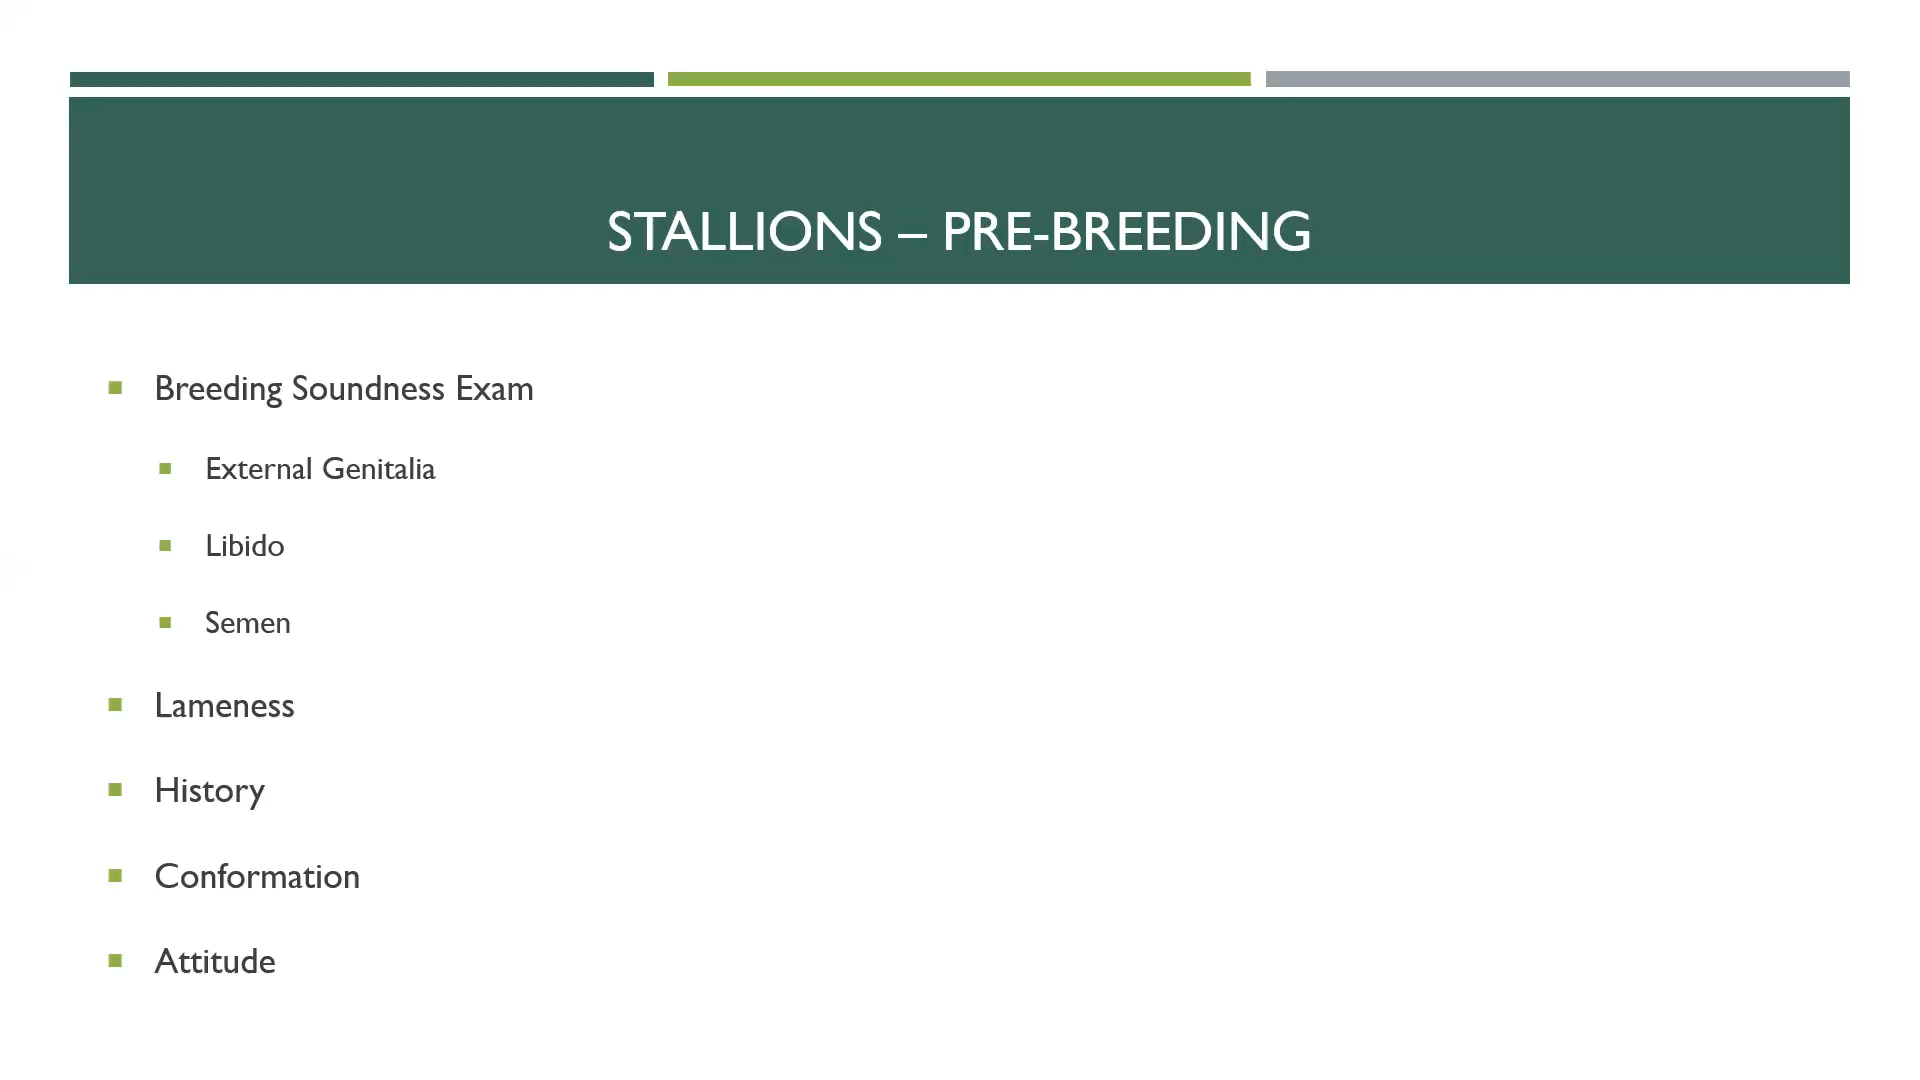 STALLIONS – PRE-BREEDING
Breeding Soundness Exam
External Genitalia
Libido
Semen
Lameness
History
Conformation
Attitude